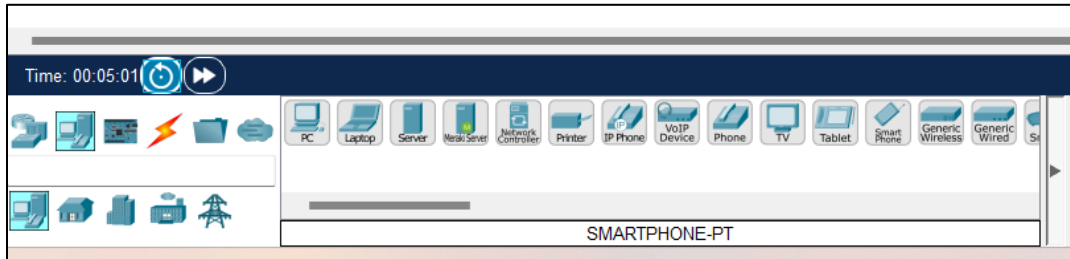 Time: 00:05:01
PC Laptop Server Meraki Server Network Controller Printer IP Phone VoIP Device Phone TV Tablet Smart Phone Generic Wireless Generic Wired
SMARTPHONE-PT